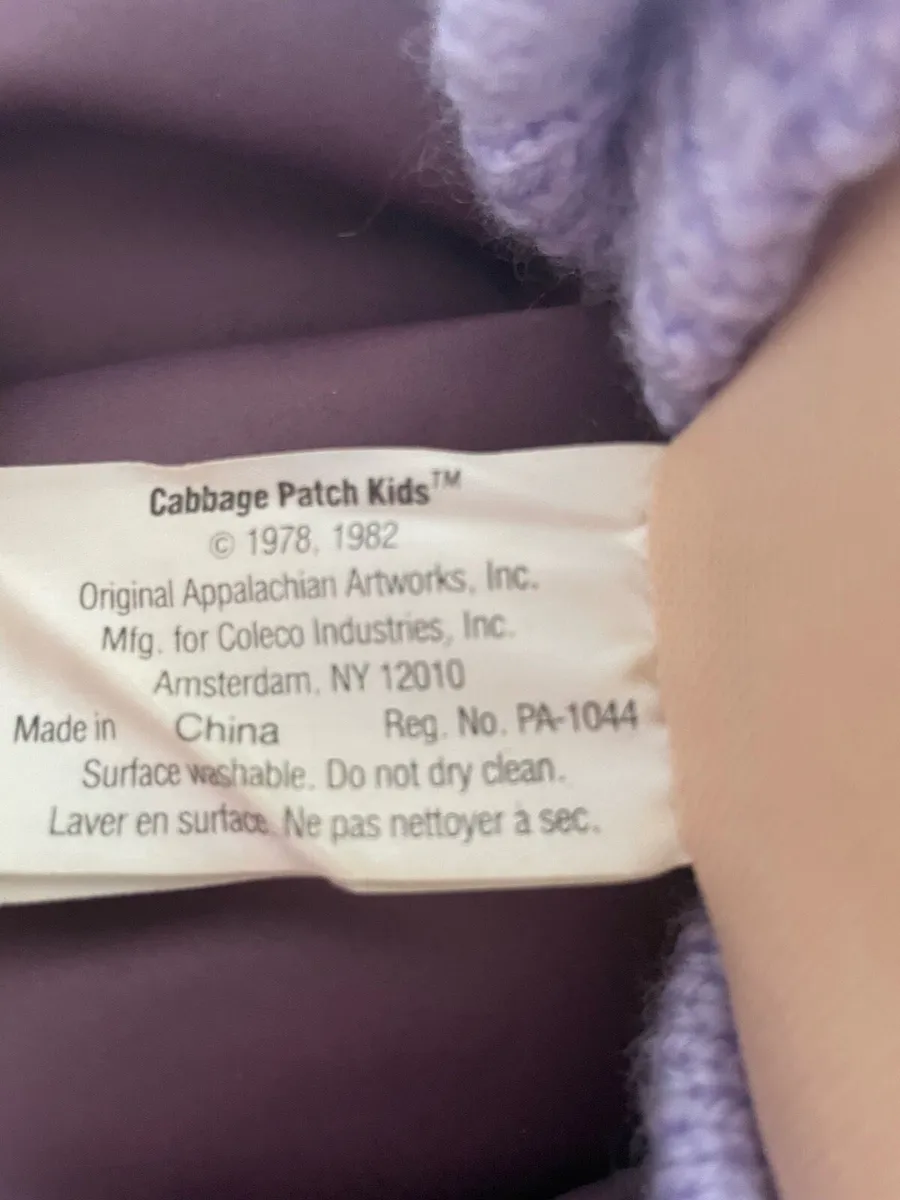 Cabbage Patch Kids™
© 1978, 1982
Original Appalachian Artworks, Inc.
Mfg. for Coleco Industries, Inc.
Amsterdam, NY 12010
Made in China Reg. No. PA-1044
Surface washable. Do not dry clean.
Laver en surface. Ne pas nettoyer à sec.